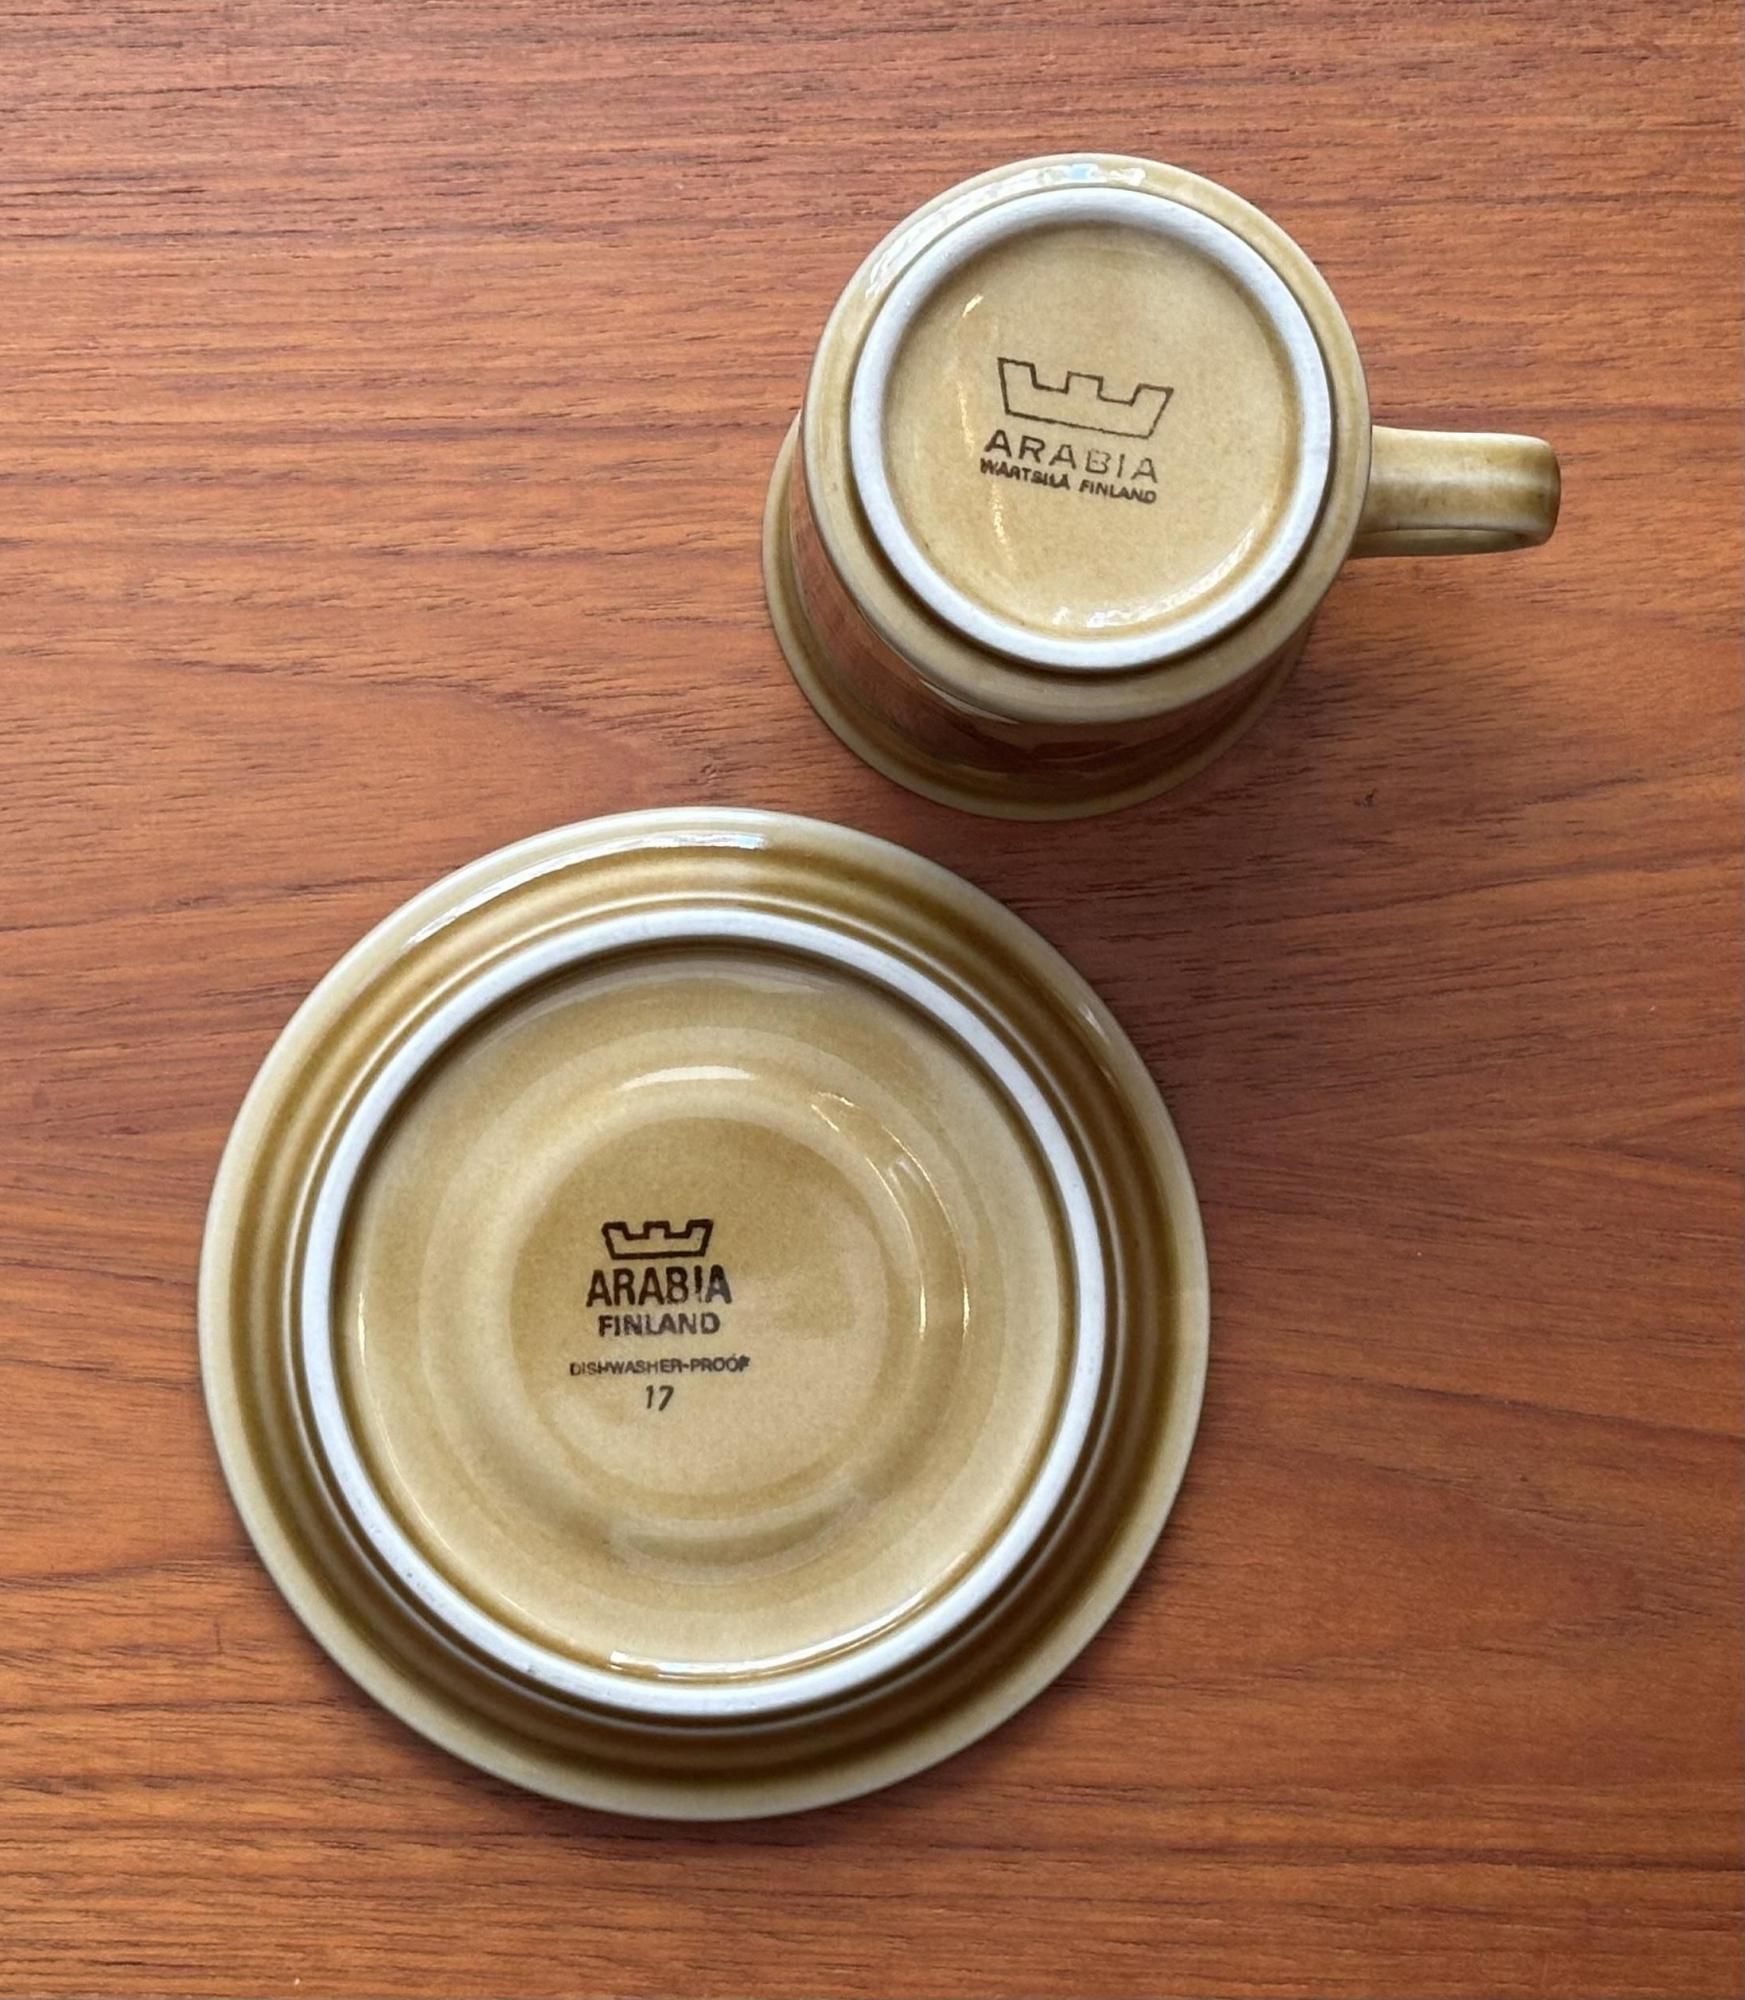 ARABIA
WÄRTSILÄ FINLAND
ARABIA
FINLAND
DISHWASHER-PROOF
17